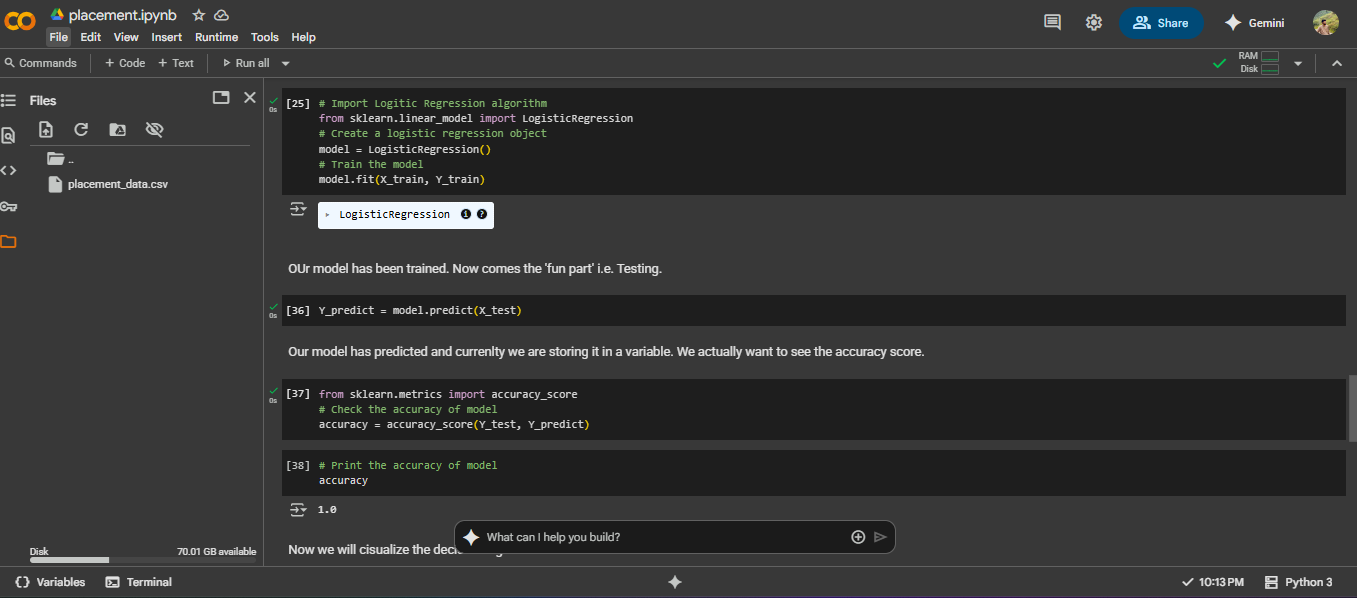 placement.ipynb
File Edit View Insert Runtime Tools Help
Share
Gemini
Commands + Code + Text Run all
RAM
Disk
Files
..
placement_data.csv
Disk 70.01 GB available
0s
[25] # Import Logitic Regression algorithm
from sklearn.linear_model import LogisticRegression
# Create a logistic regression object
model = LogisticRegression()
# Train the model
model.fit(X_train, Y_train)
LogisticRegression i ?
OUr model has been trained. Now comes the 'fun part' i.e. Testing.
0s
[36] Y_predict = model.predict(X_test)
Our model has predicted and currenlty we are storing it in a variable. We actually want to see the accuracy score.
0s
[37] from sklearn.metrics import accuracy_score
# Check the accuracy of model
accuracy = accuracy_score(Y_test, Y_predict)
[38] # Print the accuracy of model
accuracy
1.0
What can I help you build?
Now we will cisualize the
Variables Terminal
10:13 PM Python 3